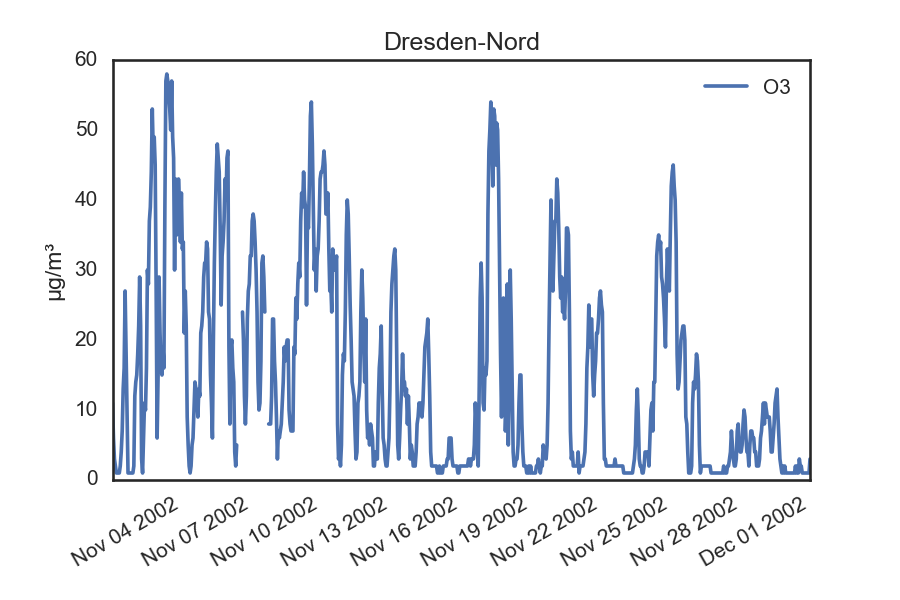 Dresden-Nord
60
50
40
30
20
10
0
µg/m³
O3
Nov 04 2002
Nov 07 2002
Nov 10 2002
Nov 13 2002
Nov 16 2002
Nov 19 2002
Nov 22 2002
Nov 25 2002
Nov 28 2002
Dec 01 2002